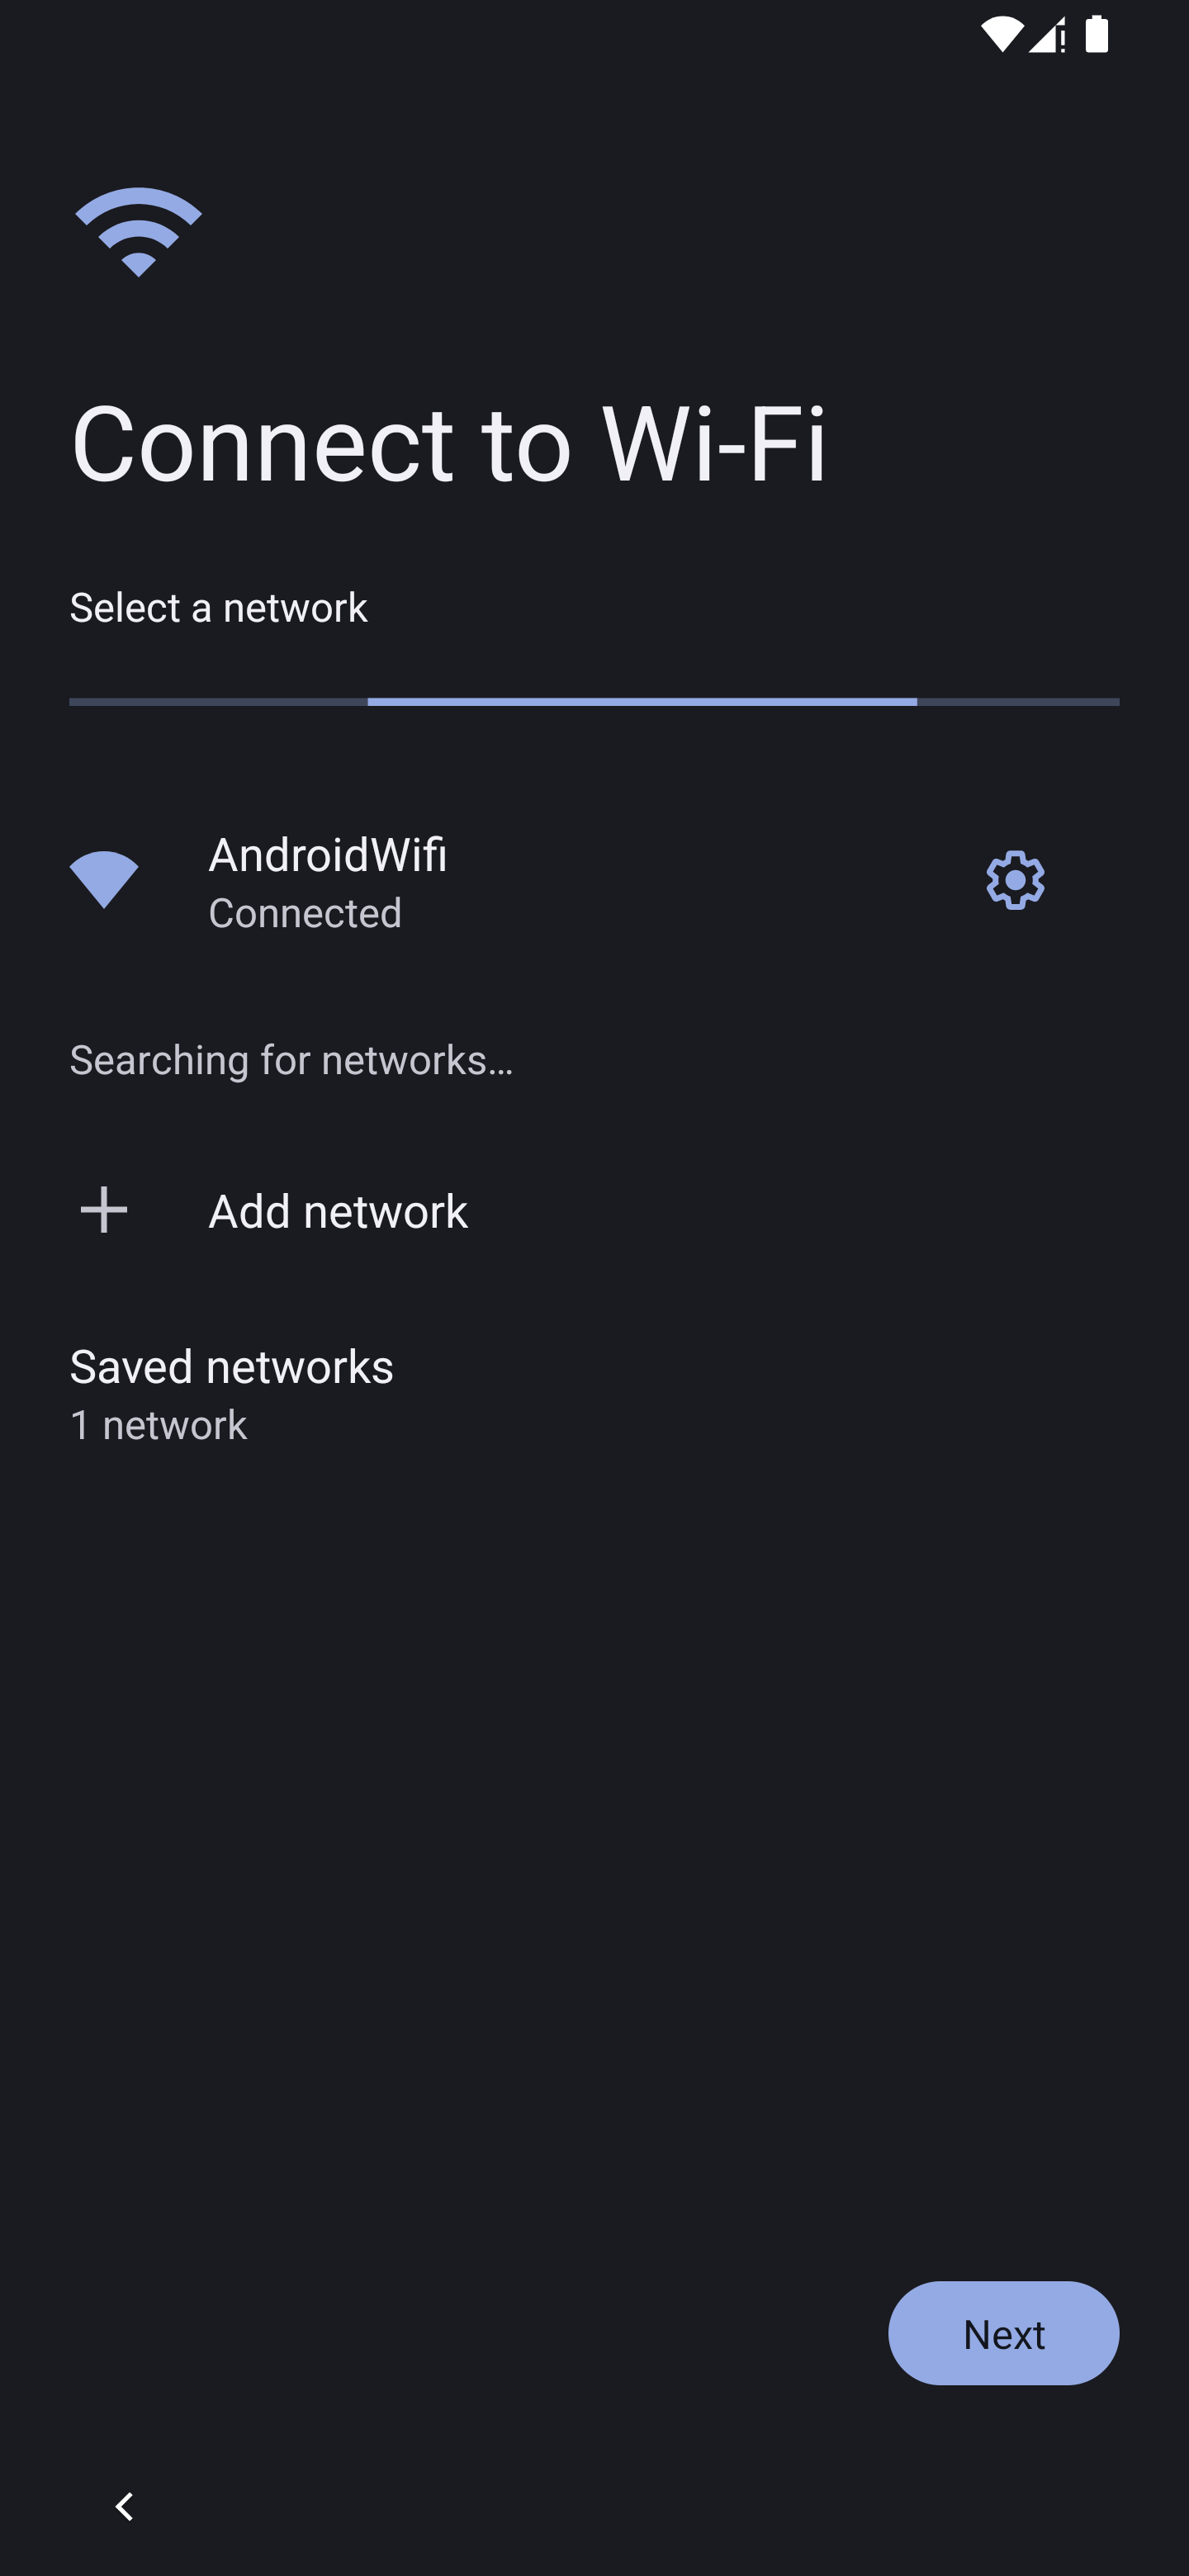 Connect to Wi-Fi
Select a network
AndroidWifi
Connected
Searching for networks…
Add network
Saved networks
1 network
Next